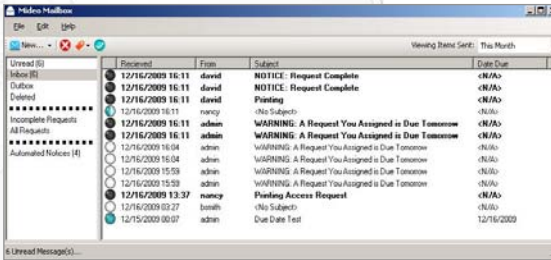 Mideo Mailbox
File Edit Help
New... Viewing Items Sent: This Month
Unread (6)
Inbox (6)
Outbox
Deleted
Incomplete Requests
All Requests
Automated Notices (4)
Recieved From Subject Date Due
12/16/2009 16:11 david NOTICE: Request Complete <N/A>
12/16/2009 16:11 david NOTICE: Request Complete <N/A>
12/16/2009 16:11 david Printing <N/A>
12/16/2009 16:11 nancy <No Subject> <N/A>
12/16/2009 16:11 admin WARNING: A Request You Assigned is Due Tomorrow <N/A>
12/16/2009 16:11 admin WARNING: A Request You Assigned is Due Tomorrow <N/A>
12/16/2009 16:04 admin WARNING: A Request You Assigned is Due Tomorrow <N/A>
12/16/2009 16:04 admin WARNING: A Request You Assigned is Due Tomorrow <N/A>
12/16/2009 15:59 admin WARNING: A Request You Assigned is Due Tomorrow <N/A>
12/16/2009 15:59 admin WARNING: A Request You Assigned is Due Tomorrow <N/A>
12/16/2009 13:37 nancy Printing Access Request <N/A>
12/16/2009 03:27 bsmith <No Subject> <N/A>
12/15/2009 00:07 admin Due Date Test 12/16/2009
6 Unread Message(s)...